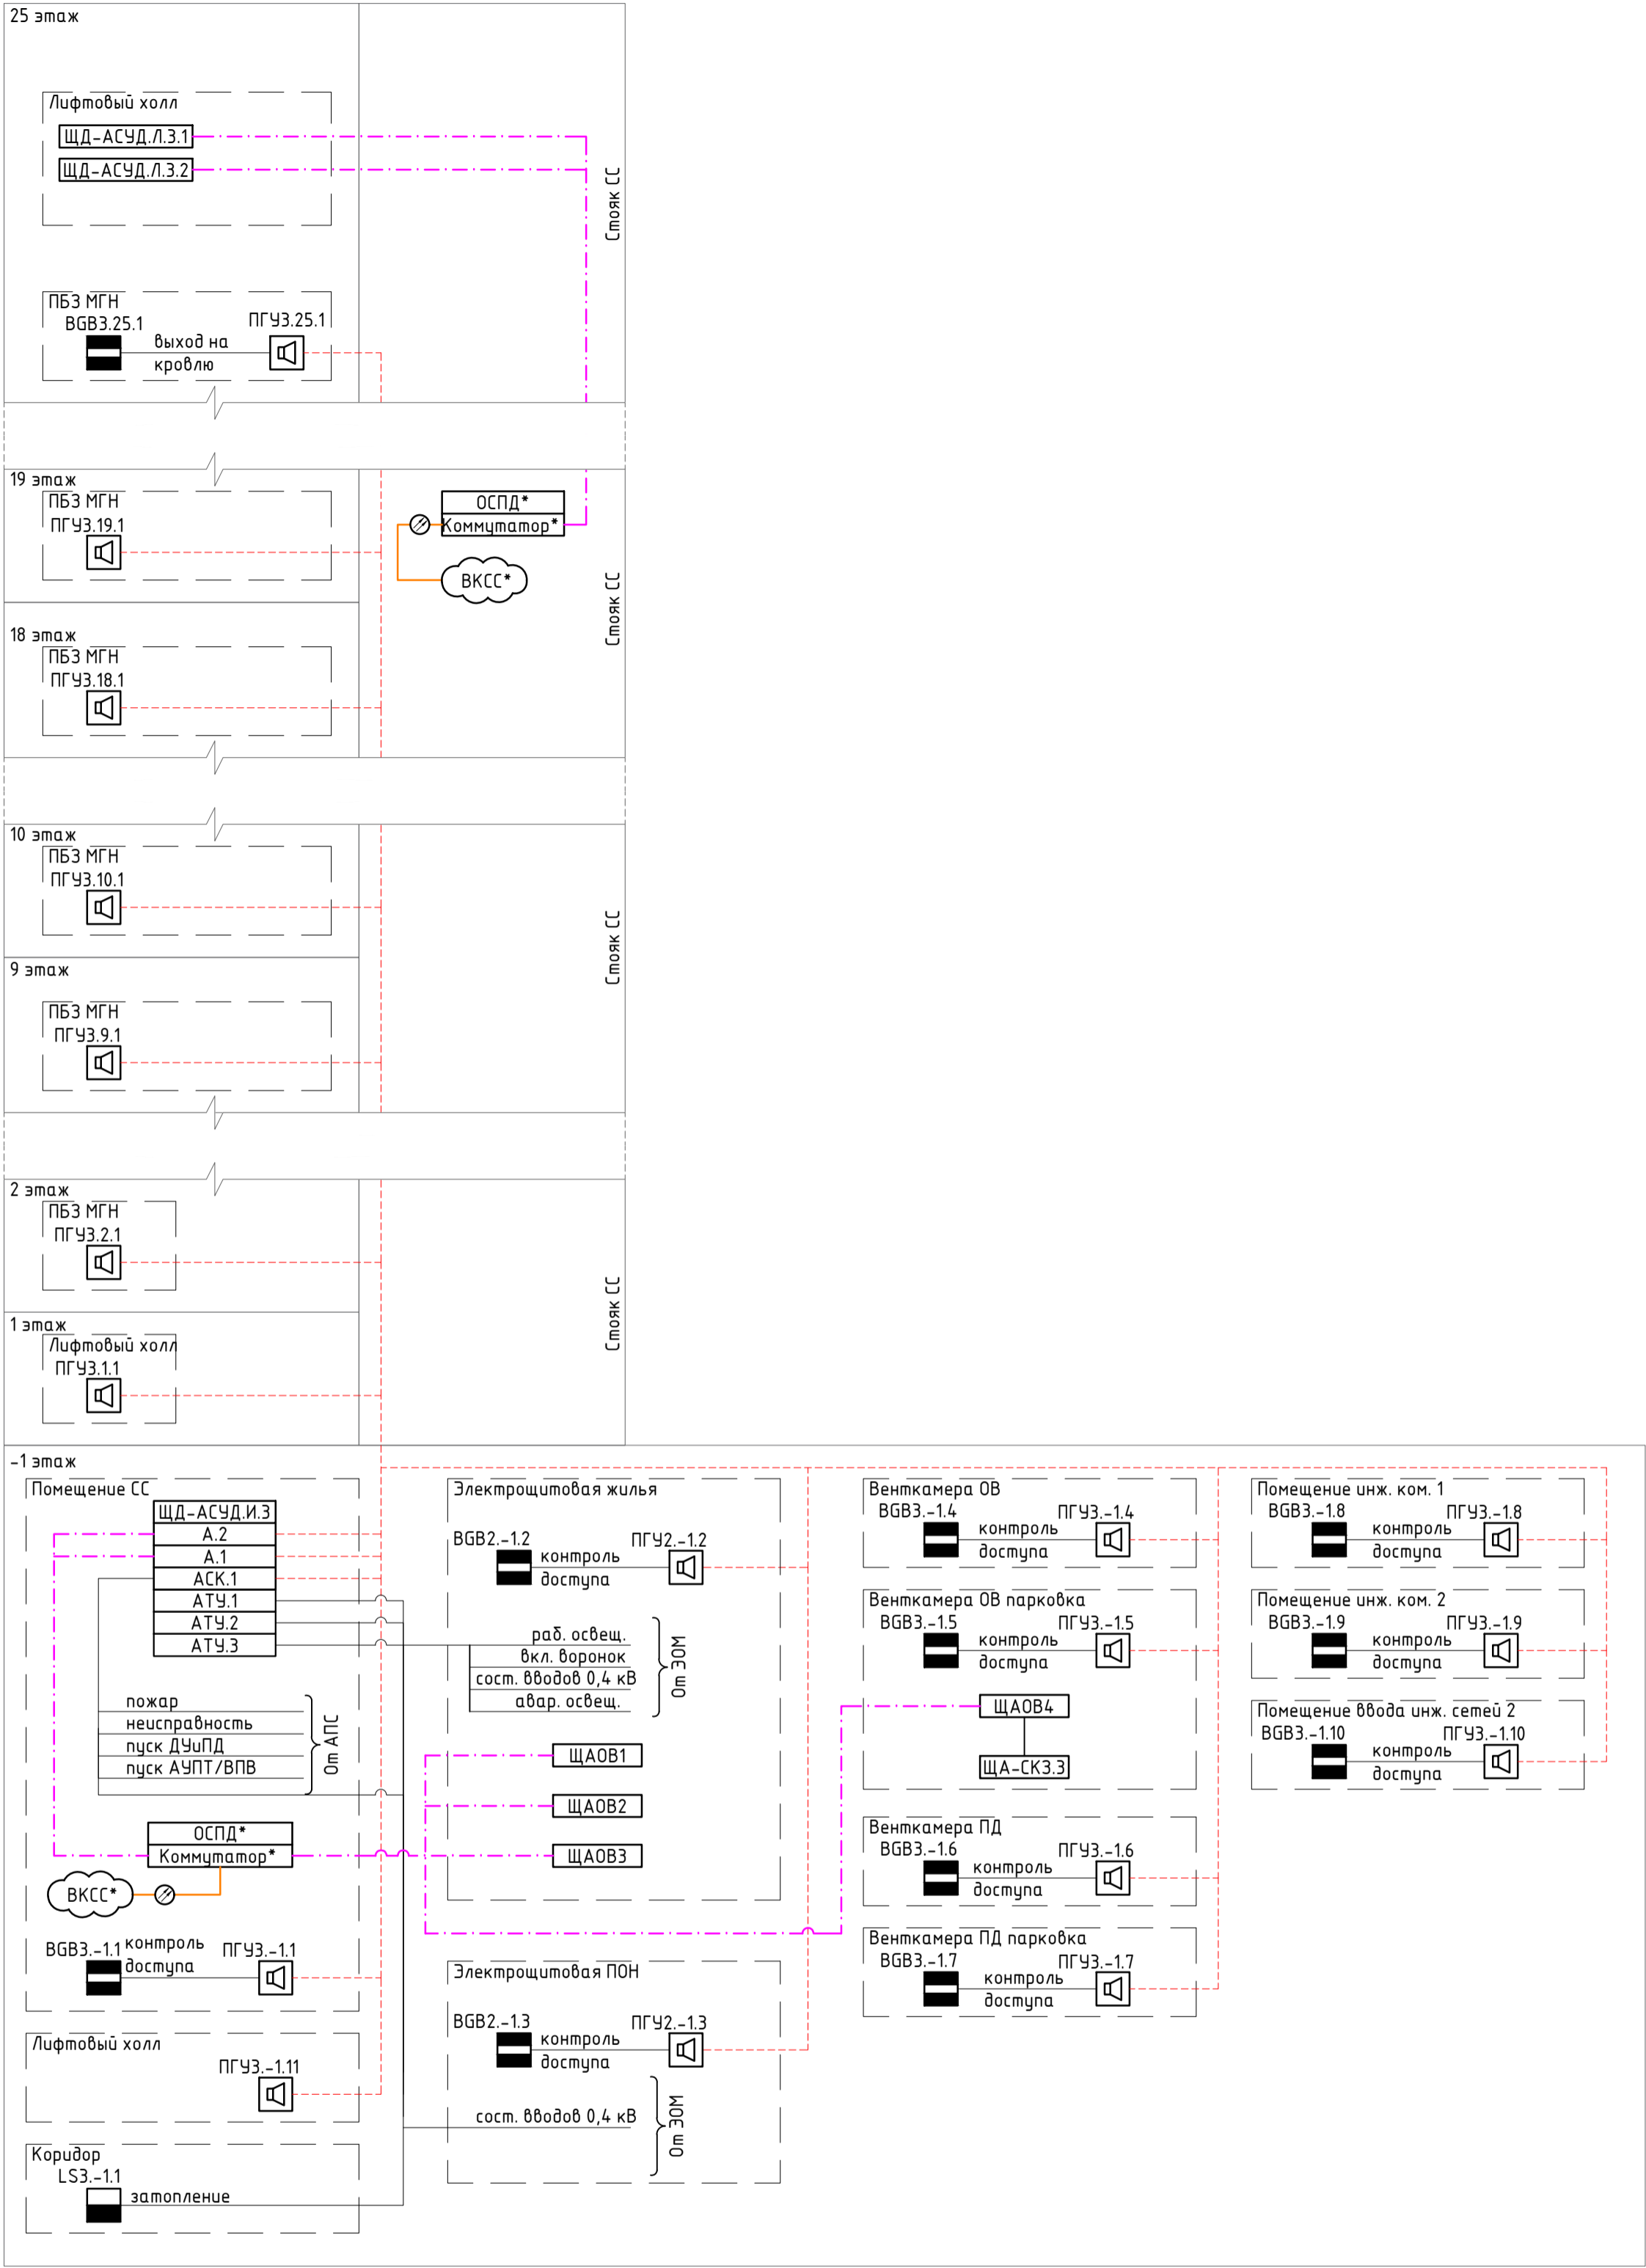 25 этаж
Лифтовый холл
ЩД-АСУД.Л.3.1
ЩД-АСУД.Л.3.2
Стояк СС
ПБЗ МГН
BGB3.25.1
ПГУ3.25.1
выход на
кровлю
19 этаж
ПБЗ МГН
ПГУ3.19.1
ОСПД*
Коммутатор*
ВКСС*
Стояк СС
18 этаж
ПБЗ МГН
ПГУ3.18.1
10 этаж
ПБЗ МГН
ПГУ3.10.1
Стояк СС
9 этаж
ПБЗ МГН
ПГУ3.9.1
2 этаж
ПБЗ МГН
ПГУ3.2.1
Стояк СС
1 этаж
Лифтовый холл
ПГУ3.1.1
-1 этаж
Помещение СС
ЩД-АСУД.И.3
А.2
А.1
АСК.1
АТУ.1
АТУ.2
АТУ.3
пожар
неисправность
пуск ДУиПД
пуск АУПТ/ВПВ
От АПС
ОСПД*
Коммутатор*
ВКСС*
BGB3.-1.1
контроль
доступа
ПГУ3.-1.1
Лифтовый холл
ПГУ3.-1.11
Коридор
LS3.-1.1
затопление
Электрощитовая жилья
BGB2.-1.2
контроль
доступа
ПГУ2.-1.2
раб. освещ.
вкл. воронок
сост. вводов 0,4 кВ
авар. освещ.
От ЭОМ
ЩАОВ1
ЩАОВ2
ЩАОВ3
Электрощитовая ПОН
BGB2.-1.3
контроль
доступа
ПГУ2.-1.3
сост. вводов 0,4 кВ
От ЭОМ
Венткамера ОВ
BGB3.-1.4
контроль
доступа
ПГУ3.-1.4
Венткамера ОВ парковка
BGB3.-1.5
контроль
доступа
ПГУ3.-1.5
ЩАОВ4
ЩА-СК3.3
Венткамера ПД
BGB3.-1.6
контроль
доступа
ПГУ3.-1.6
Венткамера ПД парковка
BGB3.-1.7
контроль
доступа
ПГУ3.-1.7
Помещение инж. ком. 1
BGB3.-1.8
контроль
доступа
ПГУ3.-1.8
Помещение инж. ком. 2
BGB3.-1.9
контроль
доступа
ПГУ3.-1.9
Помещение ввода инж. сетей 2
BGB3.-1.10
контроль
доступа
ПГУ3.-1.10